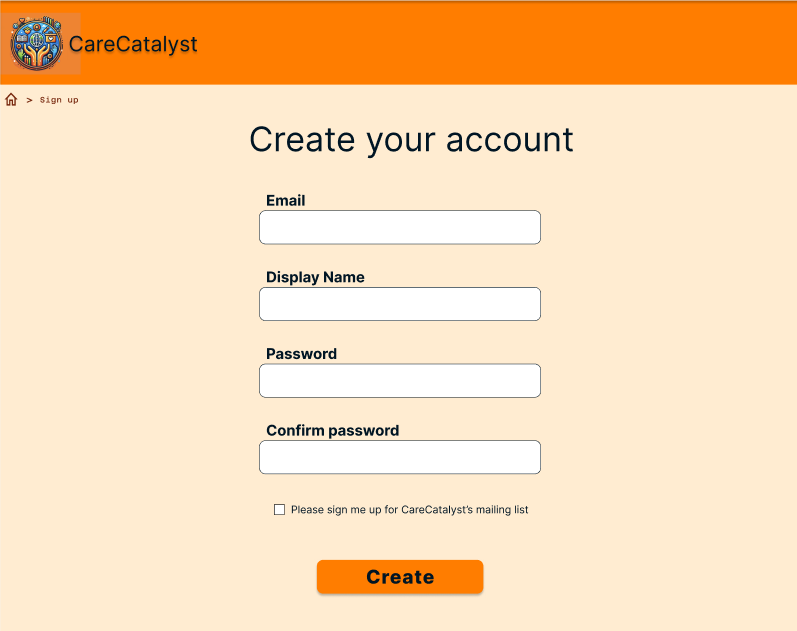 CareCatalyst
> Sign up
Create your account
Email
Display Name
Password
Confirm password
Please sign me up for CareCatalyst's mailing list
Create